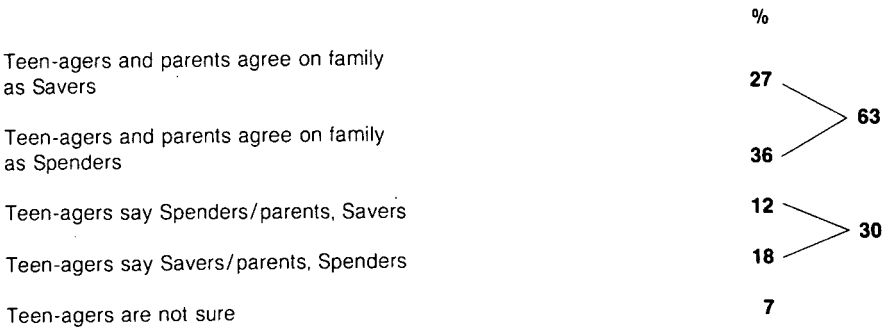 %
Teen-agers and parents agree on family
as Savers 27
63
Teen-agers and parents agree on family
as Spenders 36
Teen-agers say Spenders/parents, Savers 12
30
Teen-agers say Savers/parents, Spenders 18
Teen-agers are not sure 7